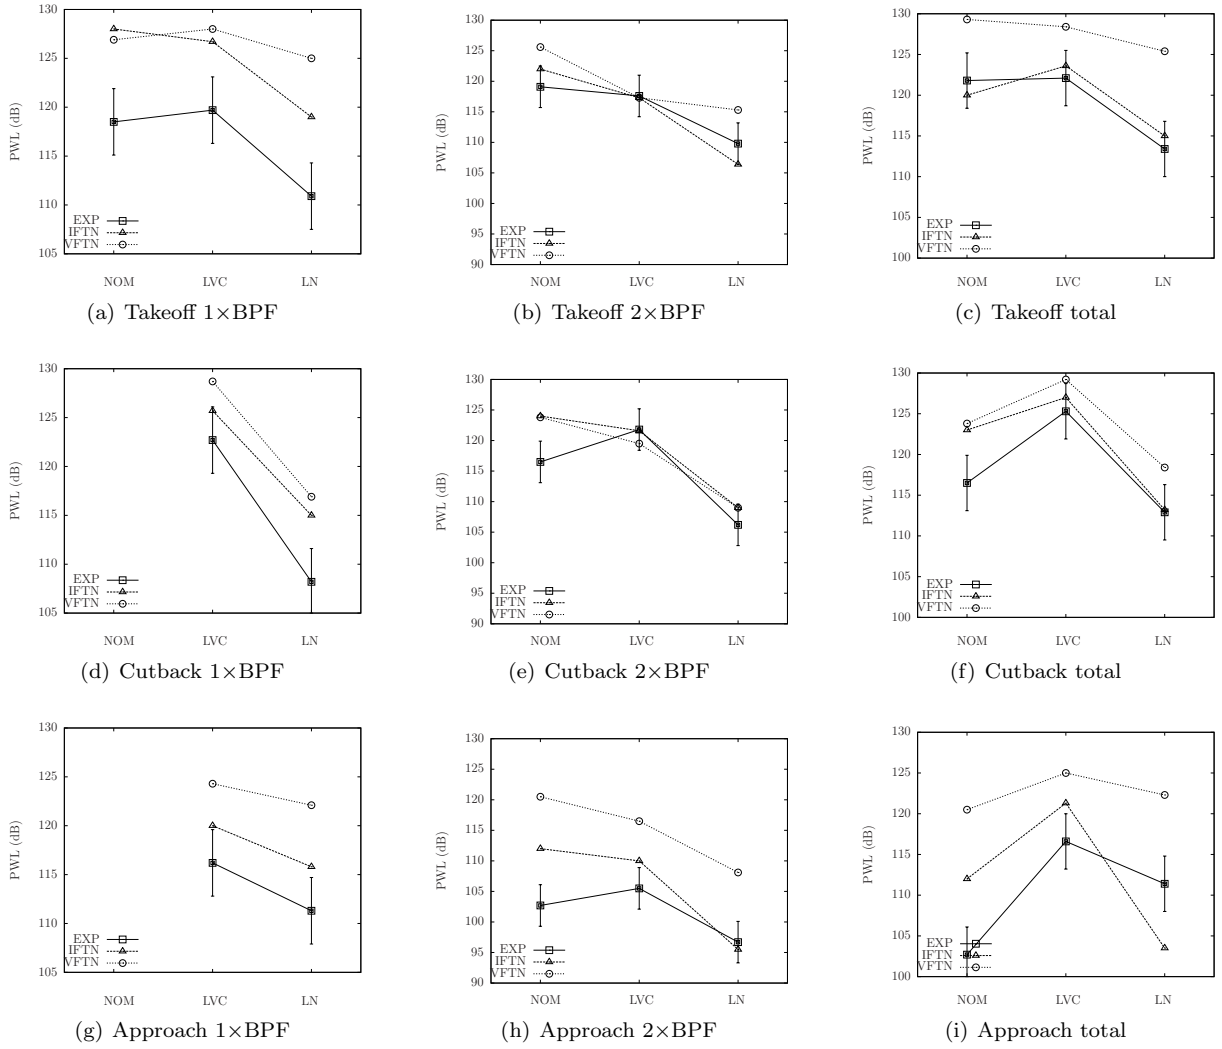 130
125
120
115
110
105
PWL (dB)
EXP
IFTN
VFTN
NOM LVC LN
(a) Takeoff 1×BPF
130
125
120
115
110
105
100
95
90
PWL (dB)
EXP
IFTN
VFTN
NOM LVC LN
(b) Takeoff 2×BPF
130
125
120
115
110
105
100
PWL (dB)
EXP
IFTN
VFTN
NOM LVC LN
(c) Takeoff total
130
125
120
115
110
105
PWL (dB)
EXP
IFTN
VFTN
NOM LVC LN
(d) Cutback 1×BPF
130
125
120
115
110
105
100
95
90
PWL (dB)
EXP
IFTN
VFTN
NOM LVC LN
(e) Cutback 2×BPF
130
125
120
115
110
105
100
PWL (dB)
EXP
IFTN
VFTN
NOM LVC LN
(f) Cutback total
130
125
120
115
110
105
PWL (dB)
EXP
IFTN
VFTN
NOM LVC LN
(g) Approach 1×BPF
130
125
120
115
110
105
100
95
90
PWL (dB)
EXP
IFTN
VFTN
NOM LVC LN
(h) Approach 2×BPF
130
125
120
115
110
105
100
PWL (dB)
EXP
IFTN
VFTN
NOM LVC LN
(i) Approach total